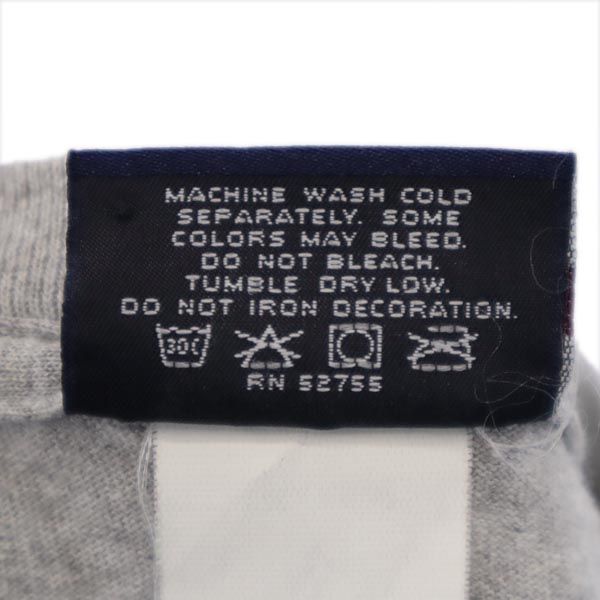 MACHINE WASH COLD
SEPARATELY. SOME
COLORS MAY BLEED.
DO NOT BLEACH.
TUMBLE DRY LOW.
DO NOT IRON DECORATION.
30C
RN 52755